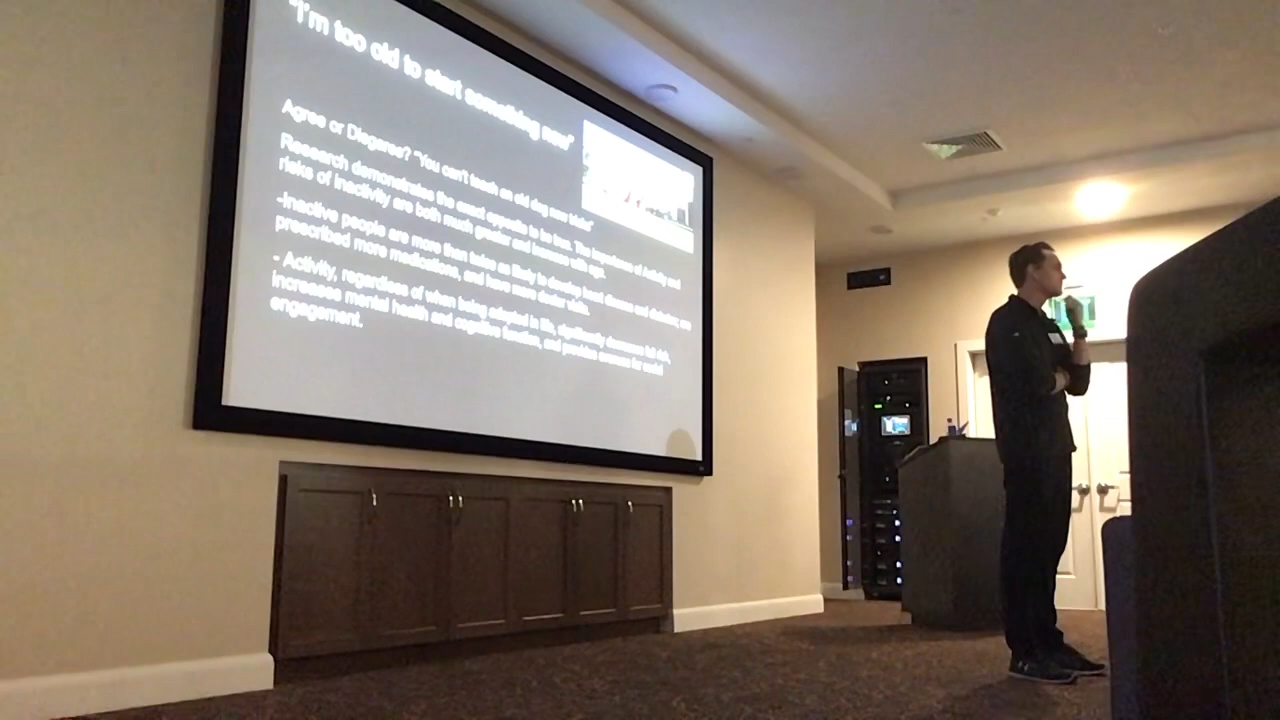 "I'm too old to start something new"
Agree or Disagree? "You can't teach an old dog new tricks"
Research demonstrates the exact opposite to be true. The importance of Activity and
risks of inactivity are both much greater and increase with age.
-Inactive people are more than twice as likely to develop heart disease and diabetes, are
prescribed more medications, and have more doctor visits.
- Activity, regardless of when being adopted in life, significantly decreases fall risk,
increases mental health and cognitive function, and provides avenues for social
engagement.